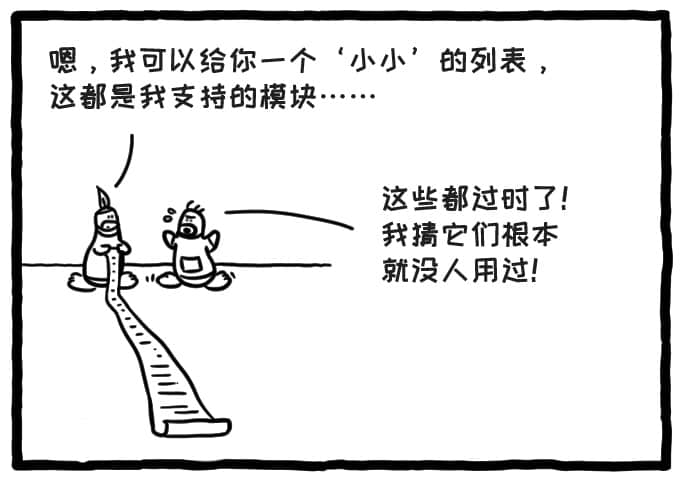 嗯，我可以给你一个‘小小’的列表，
这都是我支持的模块……
这些都过时了！
我猜它们根本
就没人用过！